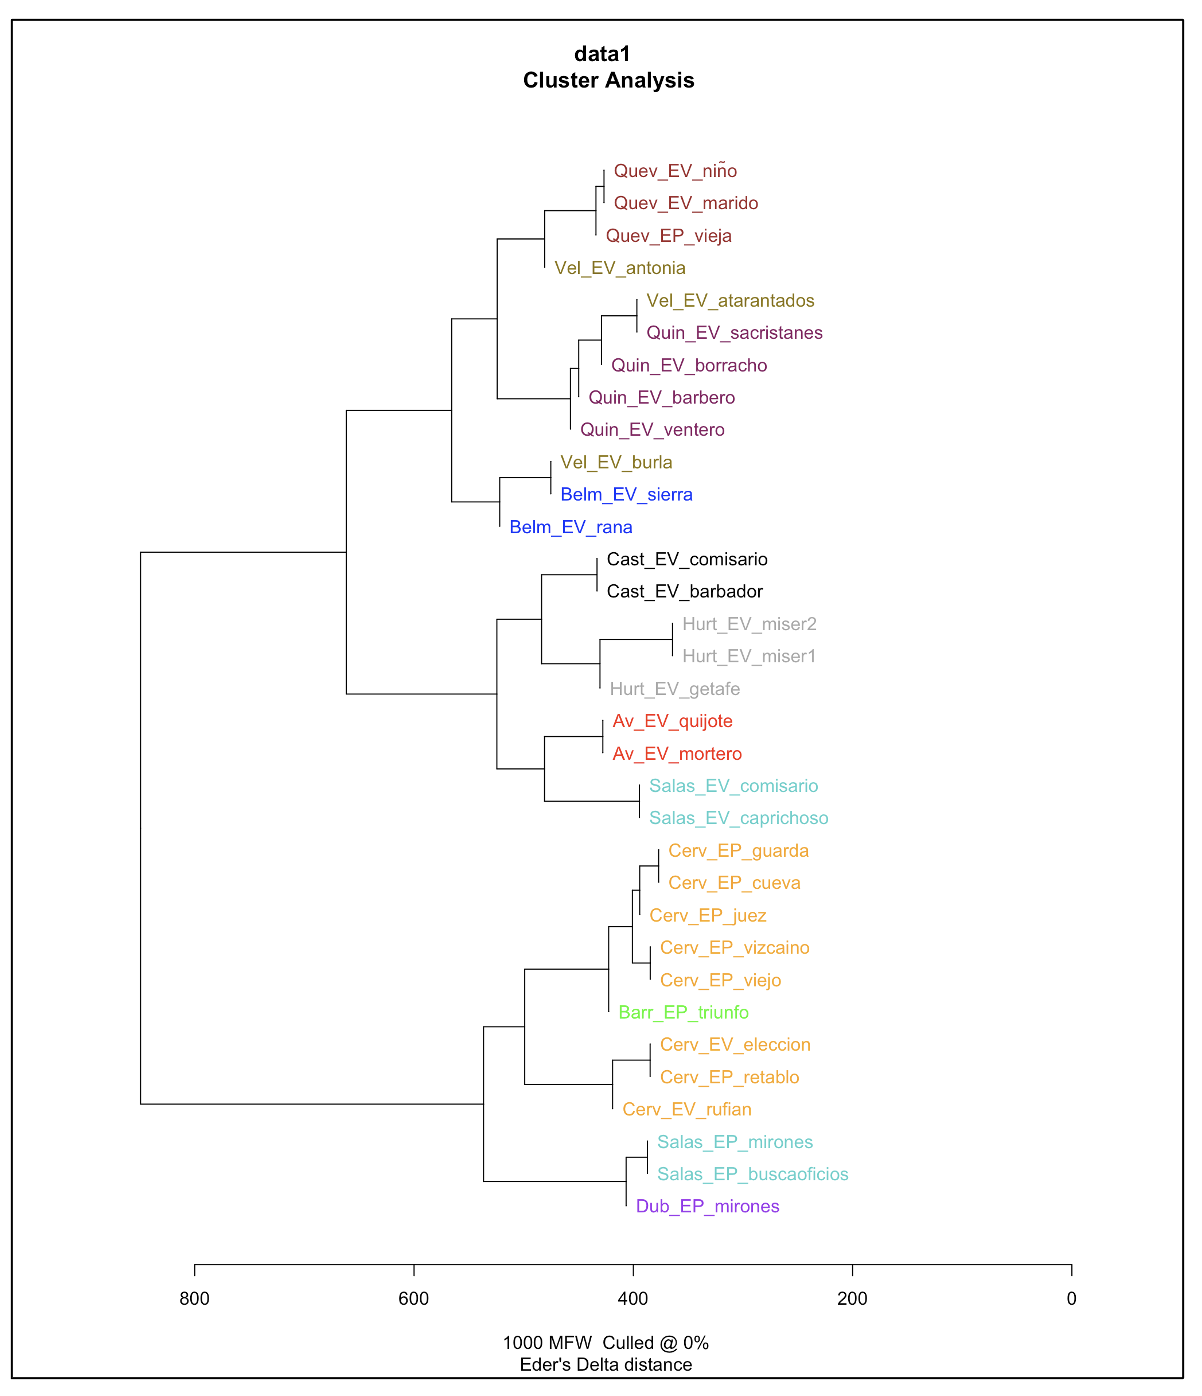 data1
Cluster Analysis
Quev_EV_niño
Quev_EV_marido
Quev_EP_vieja
Vel_EV_antonia
Vel_EV_atarantados
Quin_EV_sacristanes
Quin_EV_borracho
Quin_EV_barbero
Quin_EV_ventero
Vel_EV_burla
Belm_EV_sierra
Belm_EV_rana
Cast_EV_comisario
Cast_EV_barbador
Hurt_EV_miser2
Hurt_EV_miser1
Hurt_EV_getafe
Av_EV_quijote
Av_EV_mortero
Salas_EV_comisario
Salas_EV_caprichoso
Cerv_EP_guarda
Cerv_EP_cueva
Cerv_EP_juez
Cerv_EP_vizcaino
Cerv_EP_viejo
Barr_EP_triunfo
Cerv_EV_eleccion
Cerv_EP_retablo
Cerv_EV_rufian
Salas_EP_mirones
Salas_EP_buscaoficios
Dub_EP_mirones
800 600 400 200 0
1000 MFW Culled @ 0%
Eder's Delta distance